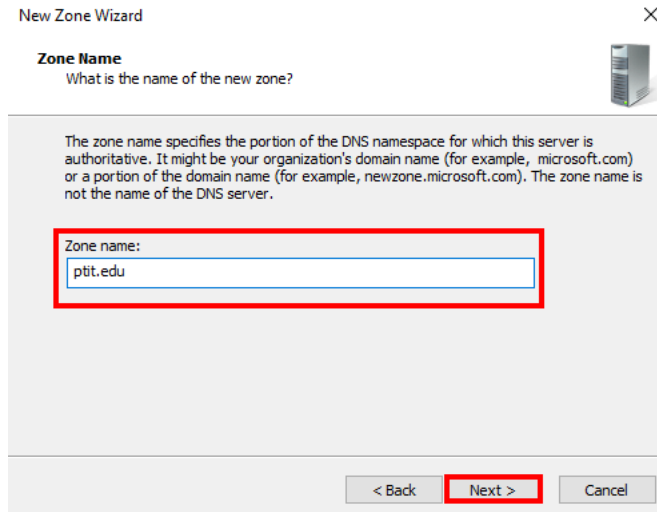 New Zone Wizard
Zone Name
What is the name of the new zone?
The zone name specifies the portion of the DNS namespace for which this server is
authoritative. It might be your organization's domain name (for example, microsoft.com)
or a portion of the domain name (for example, newzone.microsoft.com). The zone name is
not the name of the DNS server.
Zone name:
ptit.edu
< Back Next > Cancel